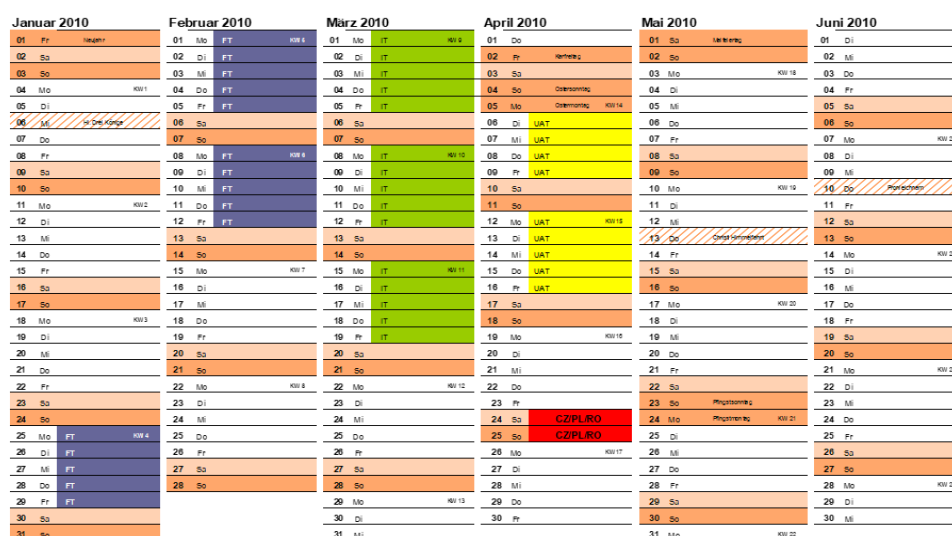 Januar 2010
01 Fr Neujahr
02 Sa
03 So
04 Mo KW 1
05 Di
06 Mi Hl. Drei Könige
07 Do
08 Fr
09 Sa
10 So
11 Mo KW 2
12 Di
13 Mi
14 Do
15 Fr
16 Sa
17 So
18 Mo KW 3
19 Di
20 Mi
21 Do
22 Fr
23 Sa
24 So
25 Mo FT KW 4
26 Di FT
27 Mi FT
28 Do FT
29 Fr FT
30 Sa
31 So
Februar 2010
01 Mo FT KW 5
02 Di FT
03 Mi FT
04 Do FT
05 Fr FT
06 Sa
07 So
08 Mo FT KW 6
09 Di FT
10 Mi FT
11 Do FT
12 Fr FT
13 Sa
14 So
15 Mo KW 7
16 Di
17 Mi
18 Do
19 Fr
20 Sa
21 So
22 Mo KW 8
23 Di
24 Mi
25 Do
26 Fr
27 Sa
28 So
März 2010
01 Mo IT KW 9
02 Di IT
03 Mi IT
04 Do IT
05 Fr IT
06 Sa
07 So
08 Mo IT KW 10
09 Di IT
10 Mi IT
11 Do IT
12 Fr IT
13 Sa
14 So
15 Mo IT KW 11
16 Di IT
17 Mi IT
18 Do IT
19 Fr IT
20 Sa
21 So
22 Mo KW 12
23 Di
24 Mi
25 Do
26 Fr
27 Sa
28 So
29 Mo KW 13
30 Di
31 Mi
April 2010
01 Do
02 Fr Karfreitag
03 Sa
04 So Ostersonntag
05 Mo Ostermontag KW 14
06 Di UAT
07 Mi UAT
08 Do UAT
09 Fr UAT
10 Sa
11 So
12 Mo UAT KW 15
13 Di UAT
14 Mi UAT
15 Do UAT
16 Fr UAT
17 Sa
18 So
19 Mo KW 16
20 Di
21 Mi
22 Do
23 Fr
24 Sa CZ/PL/RO
25 So CZ/PL/RO
26 Mo KW 17
27 Di
28 Mi
29 Do
30 Fr
Mai 2010
01 Sa Maifeiertag
02 So
03 Mo KW 18
04 Di
05 Mi
06 Do
07 Fr
08 Sa
09 So
10 Mo KW 19
11 Di
12 Mi
13 Do Christi Himmelfahrt
14 Fr
15 Sa
16 So
17 Mo KW 20
18 Di
19 Mi
20 Do
21 Fr
22 Sa
23 So Pfingstsonntag
24 Mo Pfingstmontag KW 21
25 Di
26 Mi
27 Do
28 Fr
29 Sa
30 So
31 Mo KW 22
Juni 2010
01 Di
02 Mi
03 Do
04 Fr
05 Sa
06 So
07 Mo KW 2
08 Di
09 Mi
10 Do Fronleichnam
11 Fr
12 Sa
13 So
14 Mo KW 2
15 Di
16 Mi
17 Do
18 Fr
19 Sa
20 So
21 Mo KW 2
22 Di
23 Mi
24 Do
25 Fr
26 Sa
27 So
28 Mo KW 2
29 Di
30 Mi